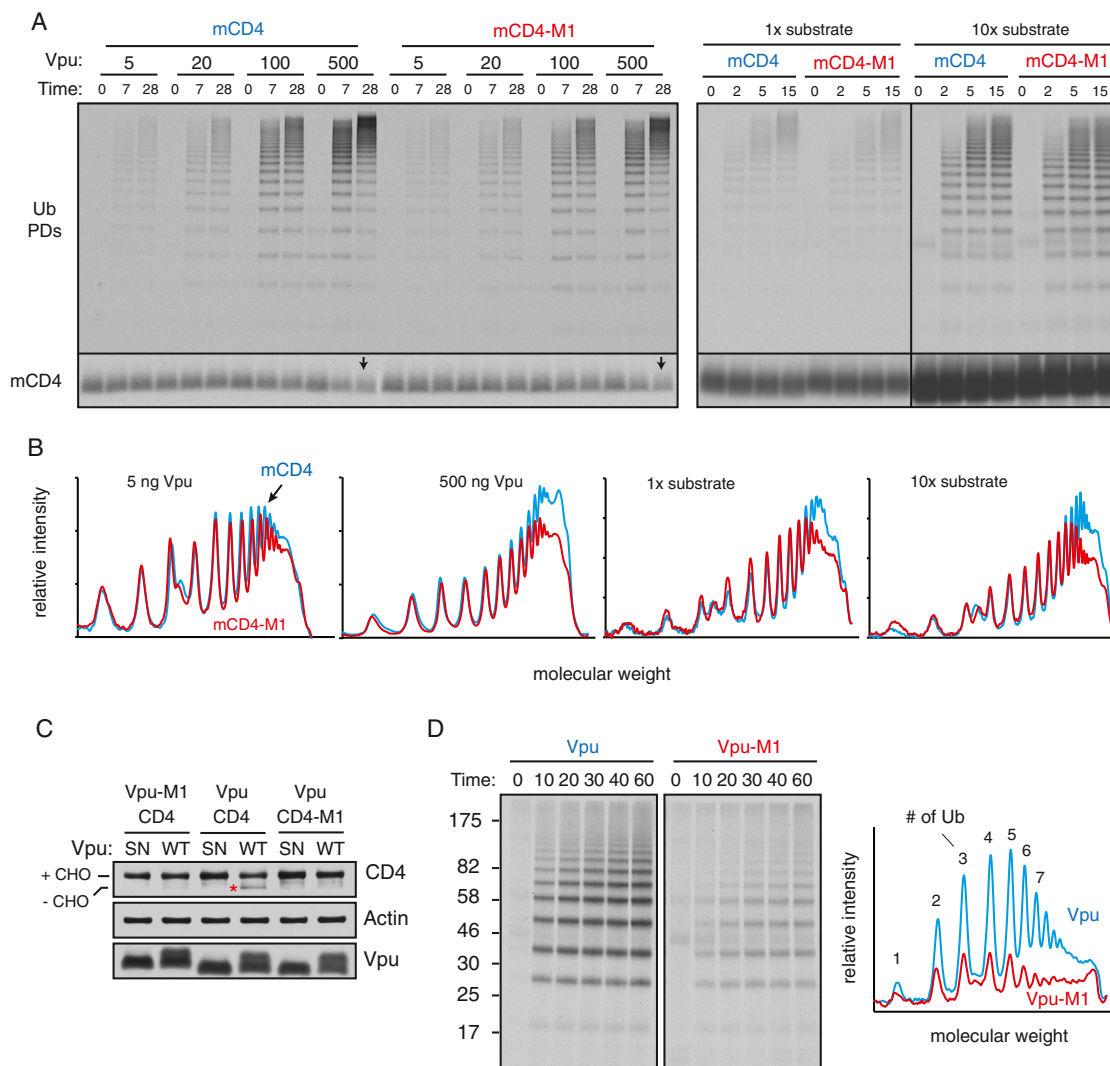 A
mCD4 mCD4-M1
Vpu: 5 20 100 500 5 20 100 500
Time: 0 7 28 0 7 28 0 7 28 0 7 28 0 7 28 0 7 28 0 7 28 0 7 28
1x substrate 10x substrate
mCD4 mCD4-M1 mCD4 mCD4-M1
0 2 5 15 0 2 5 15 0 2 5 15 0 2 5 15
Ub
PDs
mCD4
B
5 ng Vpu
mCD4
mCD4-M1
500 ng Vpu
1x substrate
10x substrate
relative intensity
molecular weight
C
Vpu-M1 Vpu Vpu
CD4 CD4 CD4-M1
Vpu: SN WT SN WT SN WT
+ CHO
- CHO
*
CD4
Actin
Vpu
D
Vpu Vpu-M1
Time: 0 10 20 30 40 60 0 10 20 30 40 60
175
82
58
46
30
25
17
# of Ub
1 2 3 4 5 6 7
Vpu
Vpu-M1
relative intensity
molecular weight